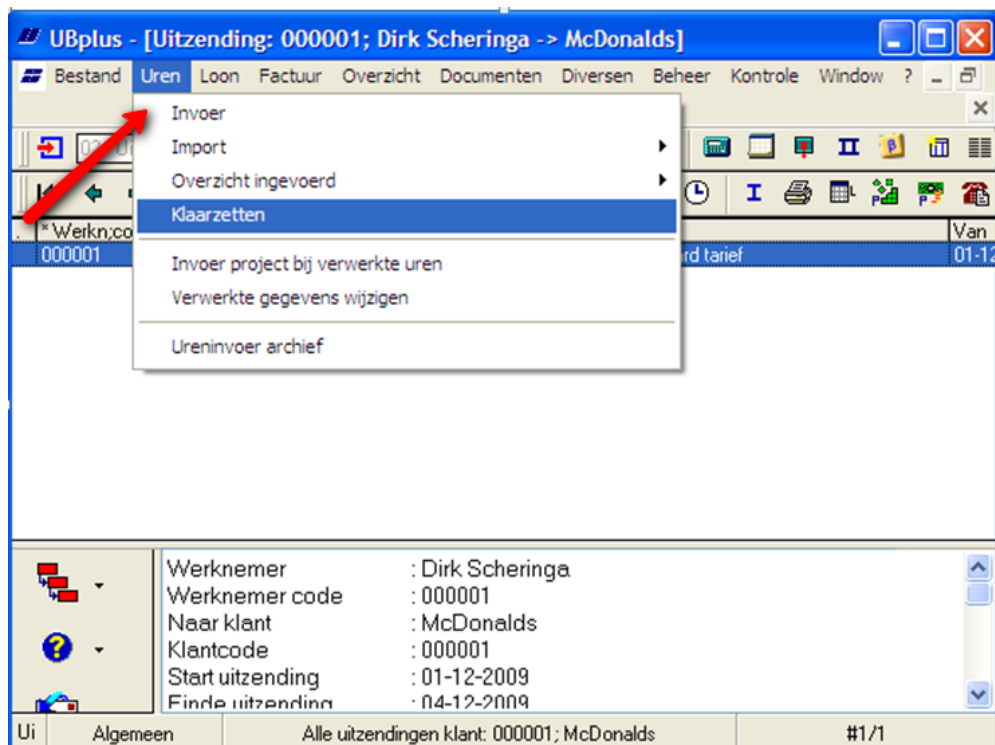 UBplus - [Uitzending: 000001; Dirk Scheringa -> McDonalds]
Bestand Uren Loon Factuur Overzicht Documenten Diversen Beheer Kontrole Window ?
Invoer
Import
Overzicht ingevoerd
Klaarzetten
Invoer project bij verwerkte uren
Verwerkte gegevens wijzigen
Ureninvoer archief
* Werkn;co Van
000001 rd tarief 01-12
Werknemer : Dirk Scheringa
Werknemer code : 000001
Naar klant : McDonalds
Klantcode : 000001
Start uitzending : 01-12-2009
Einde uitzending : 04-12-2009
Ui Algemeen Alle uitzendingen klant: 000001; McDonalds #1/1